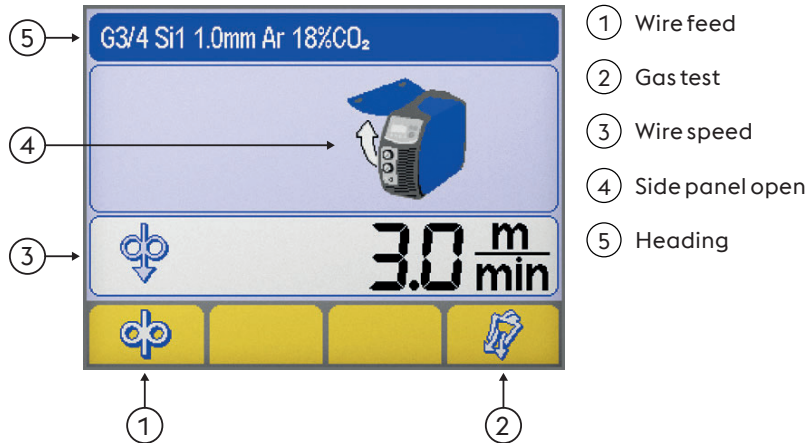 5 G3/4 Si1 1.0mm Ar 18%CO₂
4
3 3.0 m/min
1 2
1 Wire feed
2 Gas test
3 Wire speed
4 Side panel open
5 Heading